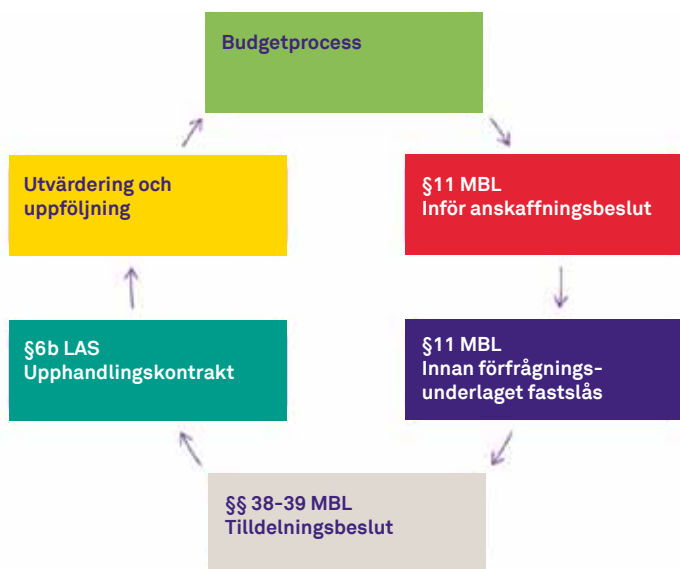 Budgetprocess
§11 MBL
Inför anskaffningsbeslut
§11 MBL
Innan förfrågnings-
underlaget fastslås
§§ 38-39 MBL
Tilldelningsbeslut
§6b LAS
Upphandlingskontrakt
Utvärdering och
uppföljning